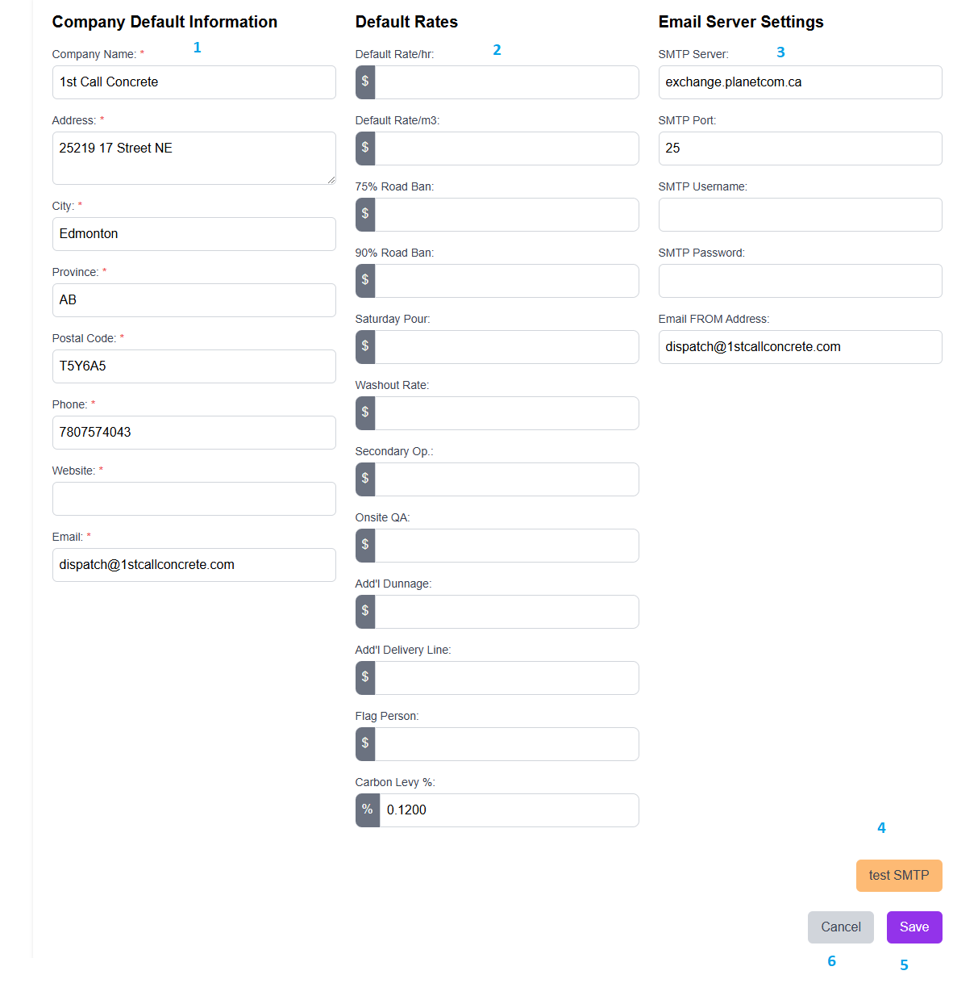 Company Default Information
1
Company Name: *
1st Call Concrete
Address: *
25219 17 Street NE
City: *
Edmonton
Province: *
AB
Postal Code: *
T5Y6A5
Phone: *
7807574043
Website: *
Email: *
dispatch@1stcallconcrete.com
Default Rates
2
Default Rate/hr:
$
Default Rate/m3:
$
75% Road Ban:
$
90% Road Ban:
$
Saturday Pour:
$
Washout Rate:
$
Secondary Op.:
$
Onsite QA:
$
Add'l Dunnage:
$
Add'l Delivery Line:
$
Flag Person:
$
Carbon Levy %:
% 0.1200
Email Server Settings
3
SMTP Server:
exchange.planetcom.ca
SMTP Port:
25
SMTP Username:
SMTP Password:
Email FROM Address:
dispatch@1stcallconcrete.com
4
test SMTP
Cancel Save
6 5